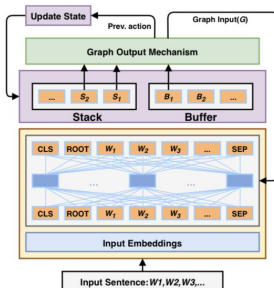 Update State
Prev. action
Graph Input(G)
Graph Output Mechanism
... S2 S1
B1 B2 ...
Stack
Buffer
CLS ROOT W1 W2 W3 ... SEP
... ...
CLS ROOT W1 W2 W3 ... SEP
Input Embeddings
Input Sentence:W1,W2,W3,...